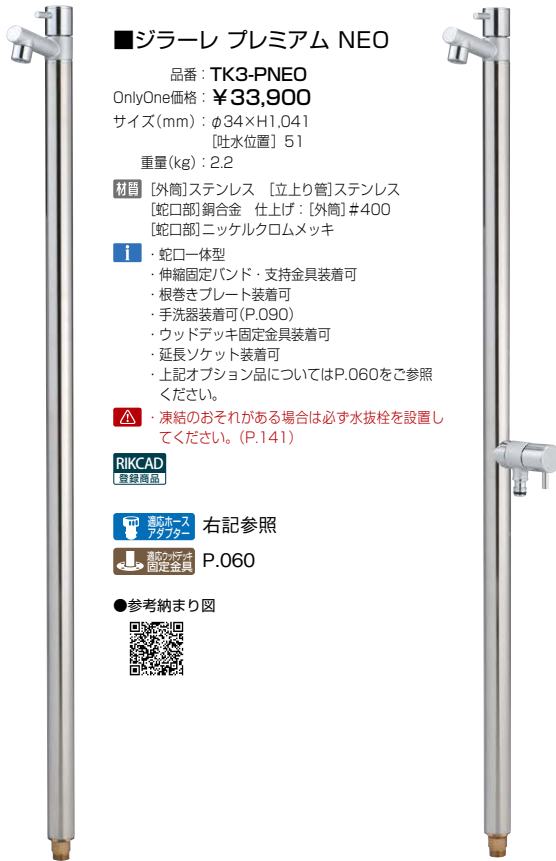 ■ジラーレ プレミアム NEO
品番：TK3-PNEO
OnlyOne価格：￥33,900
サイズ(mm)：φ34×H1,041
[吐水位置] 51
重量(kg)：2.2
材質 [外筒]ステンレス [立上り管]ステンレス
[蛇口部]銅合金 仕上げ：[外筒]＃400
[蛇口部]ニッケルクロムメッキ
i ・蛇口一体型
・伸縮固定バンド・支持金具装着可
・根巻きプレート装着可
・手洗器装着可(P.090)
・ウッドデッキ固定金具装着可
・延長ソケット装着可
・上記オプション品についてはP.060をご参照
ください。
・凍結のおそれがある場合は必ず水抜栓を設置し
てください。(P.141)
RIKCAD
登録商品
適応ホース
アダプター 右記参照
適応ウッドデッキ
固定金具 P.060
●参考納まり図